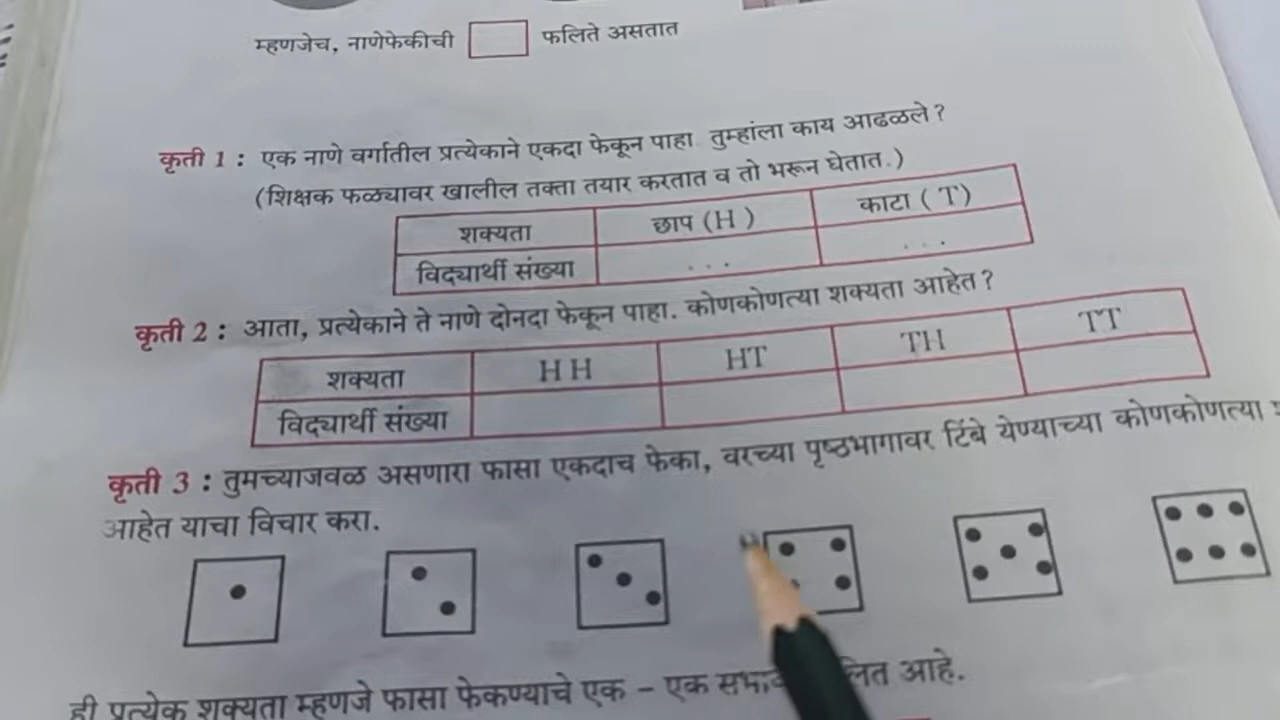 म्हणजेच, नाणेफेकीची फलिते असतात
कृती 1 : एक नाणे वर्गातील प्रत्येकाने एकदा फेकून पाहा. तुम्हांला काय आढळले ?
(शिक्षक फळ्यावर खालील तक्ता तयार करतात व तो भरून घेतात.)
शक्यता छाप (H ) काटा ( T)
विद्यार्थी संख्या . . . . . .
कृती 2 : आता, प्रत्येकाने ते नाणे दोनदा फेकून पाहा. कोणकोणत्या शक्यता आहेत ?
शक्यता H H HT TH TT
विद्यार्थी संख्या
कृती 3 : तुमच्याजवळ असणारा फासा एकदाच फेका, वरच्या पृष्ठभागावर टिंबे येण्याच्या कोणकोणत्या
आहेत याचा विचार करा.
ही प्रत्येक शक्यता म्हणजे फासा फेकण्याचे एक - एक आहे.